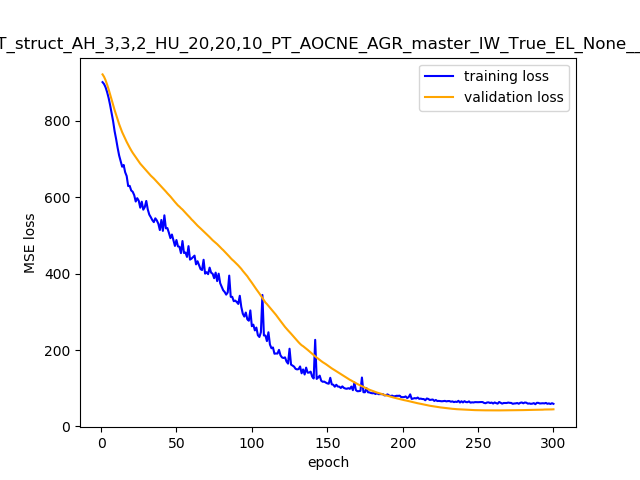 T_struct_AH_3,3,2_HU_20,20,10_PT_AOCNE_AGR_master_IW_True_EL_None__
training loss
validation loss
MSE loss
800
600
400
200
0
0 50 100 150 200 250 300
epoch